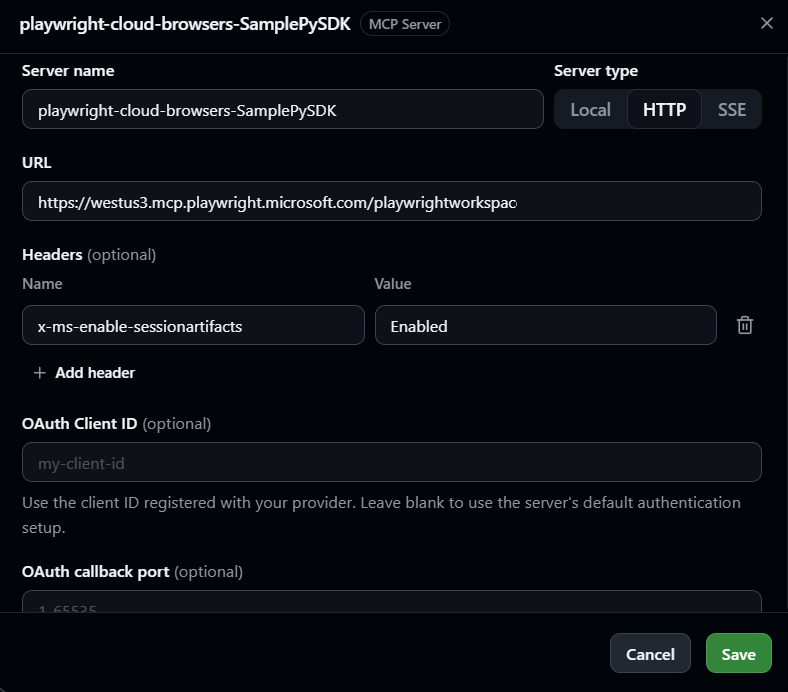 playwright-cloud-browsers-SamplePySDK MCP Server
Server name Server type
playwright-cloud-browsers-SamplePySDK Local HTTP SSE
URL
https://westus3.mcp.playwright.microsoft.com/playwrightworkspac
Headers (optional)
Name Value
x-ms-enable-sessionartifacts Enabled
+ Add header
OAuth Client ID (optional)
my-client-id
Use the client ID registered with your provider. Leave blank to use the server's default authentication
setup.
OAuth callback port (optional)
1-65535
Cancel Save